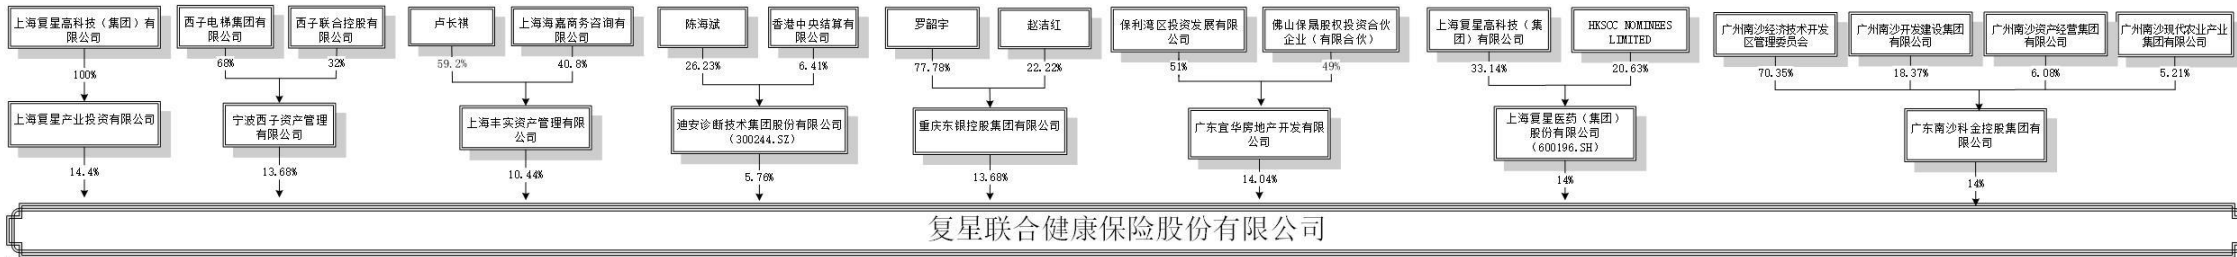 上海复星高科技（集团）有
限公司
西子电梯集团有
限公司
西子联合控股有
限公司
卢长祺
上海海嘉商务咨询有
限公司
陈海斌
香港中央结算有
限公司
罗韶宇
赵洁红
保利湾区投资发展有限
公司
佛山保晟股权投资合伙
企业（有限合伙）
上海复星高科技（集
团）有限公司
HKSCC NOMINEES
LIMITED
广州南沙经济技术开发
区管理委员会
广州南沙开发建设集团
有限公司
广州南沙资产经营集团
有限公司
广州南沙现代农业产业
集团有限公司
100%
68%
32%
59.2%
40.8%
26.23%
6.41%
77.78%
22.22%
51%
49%
33.14%
20.63%
70.35%
18.37%
6.08%
5.21%
上海复星产业投资有限公司
宁波西子资产管理
有限公司
上海丰实资产管理有限
公司
迪安诊断技术集团股份有限公司
（300244.SZ）
重庆东银控股集团有限公司
广东宜华房地产开发有限
公司
上海复星医药（集团）
股份有限公司
（600196.SH）
广东南沙科金控股集团有
限公司
14.4%
13.68%
10.44%
5.76%
13.68%
14.04%
14%
14%
复星联合健康保险股份有限公司